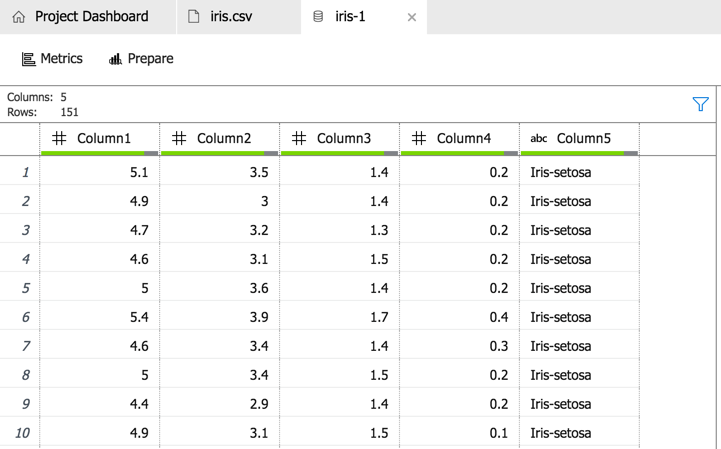 Project Dashboard iris.csv iris-1
Metrics Prepare
Columns: 5
Rows: 151
Column1 Column2 Column3 Column4 abc Column5
1 5.1 3.5 1.4 0.2 Iris-setosa
2 4.9 3 1.4 0.2 Iris-setosa
3 4.7 3.2 1.3 0.2 Iris-setosa
4 4.6 3.1 1.5 0.2 Iris-setosa
5 5 3.6 1.4 0.2 Iris-setosa
6 5.4 3.9 1.7 0.4 Iris-setosa
7 4.6 3.4 1.4 0.3 Iris-setosa
8 5 3.4 1.5 0.2 Iris-setosa
9 4.4 2.9 1.4 0.2 Iris-setosa
10 4.9 3.1 1.5 0.1 Iris-setosa